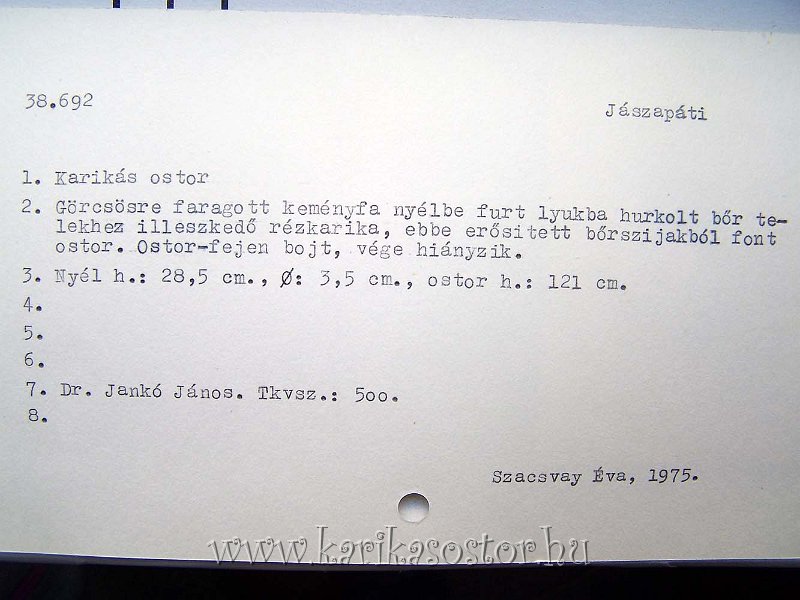 38.692
Jászapáti
1. Karikás ostor
2. Görcsösre faragott keményfa nyélbe furt lyukba hurkolt bőr te-
lekhez illeszkedő rézkarika, ebbe erősitett bőrszijakból font
ostor. Ostor-fejen bojt, vége hiányzik.
3. Nyél h.: 28,5 cm., Ø: 3,5 cm., ostor h.: 121 cm.
4.
5.
6.
7. Dr. Jankó János. Tkvsz.: 5oo.
8.
Szacsvay Éva, 1975.
www.karikasostor.hu